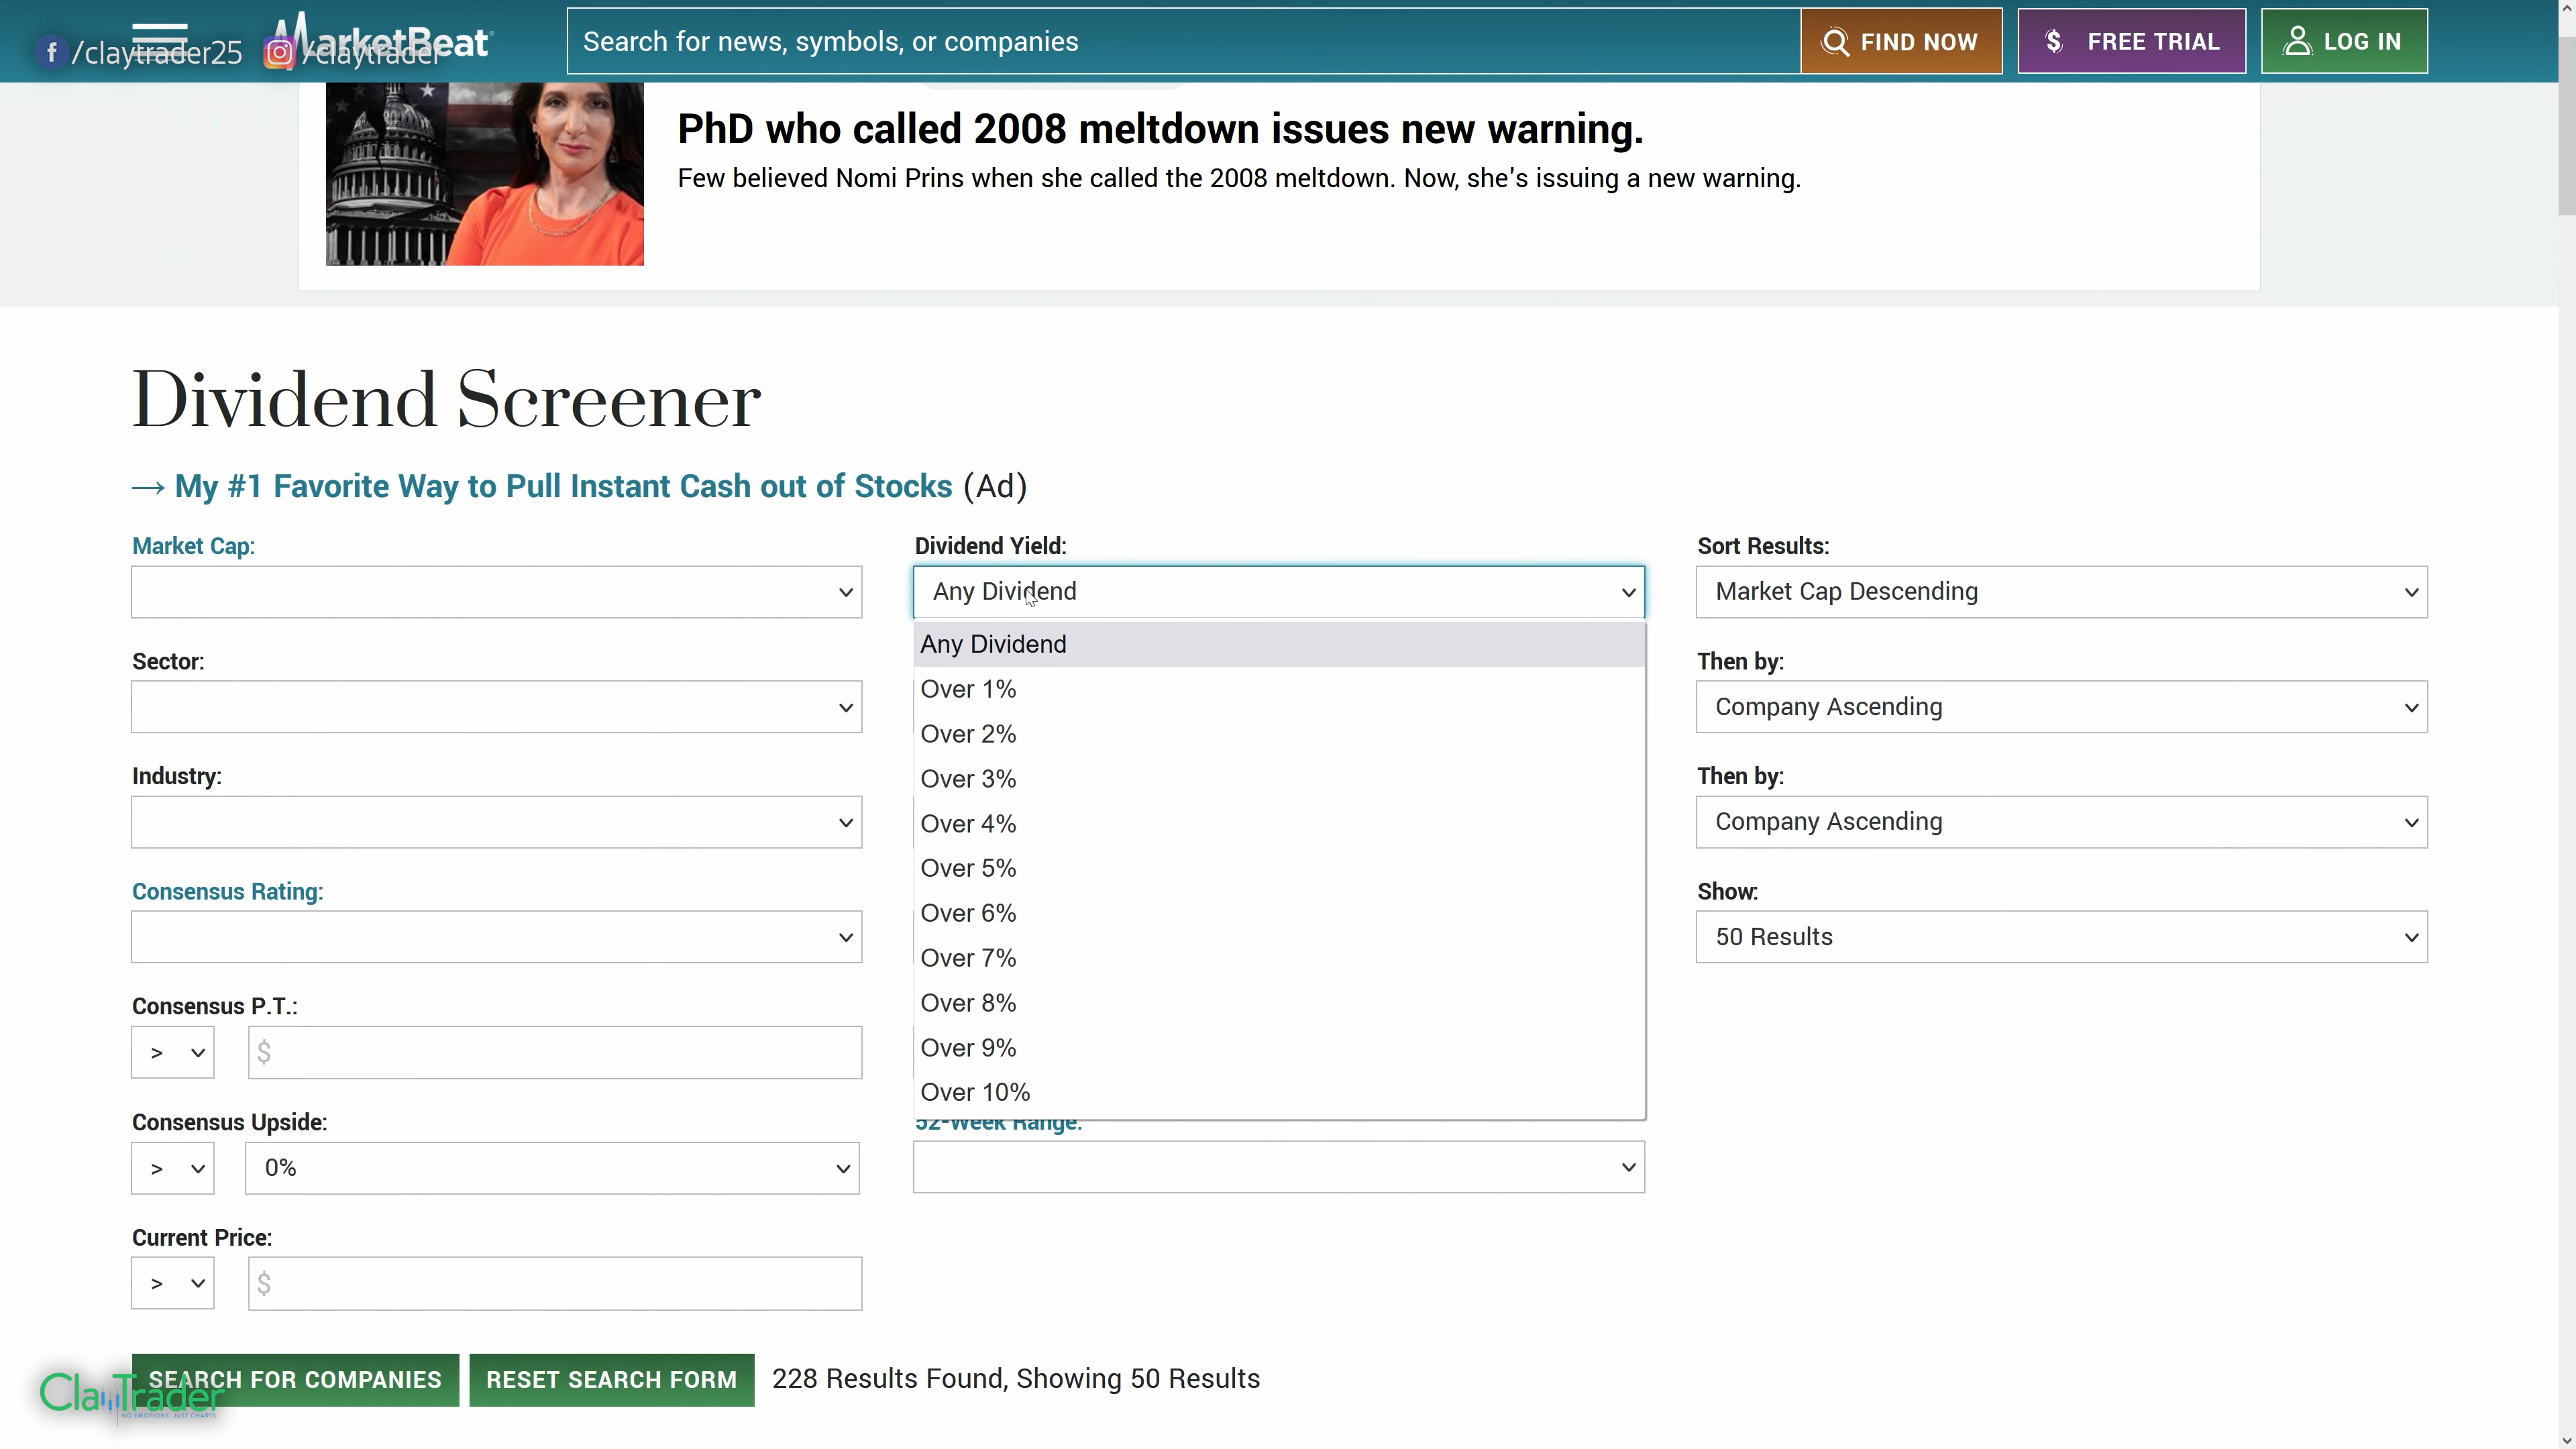 /claytrader25
/claytrader
MarketBeat
Search for news, symbols, or companies
FIND NOW
FREE TRIAL
LOG IN
PhD who called 2008 meltdown issues new warning.
Few believed Nomi Prins when she called the 2008 meltdown. Now, she's issuing a new warning.
Dividend Screener
→ My #1 Favorite Way to Pull Instant Cash out of Stocks (Ad)
Market Cap:
Sector:
Industry:
Consensus Rating:
Consensus P.T.:
>
$
Consensus Upside:
>
0%
Current Price:
>
$
Dividend Yield:
Any Dividend
Any Dividend
Over 1%
Over 2%
Over 3%
Over 4%
Over 5%
Over 6%
Over 7%
Over 8%
Over 9%
Over 10%
52-Week Range:
Sort Results:
Market Cap Descending
Then by:
Company Ascending
Then by:
Company Ascending
Show:
50 Results
SEARCH FOR COMPANIES
RESET SEARCH FORM
228 Results Found, Showing 50 Results
ClayTrader
NO EMOTIONS. JUST CHARTS.